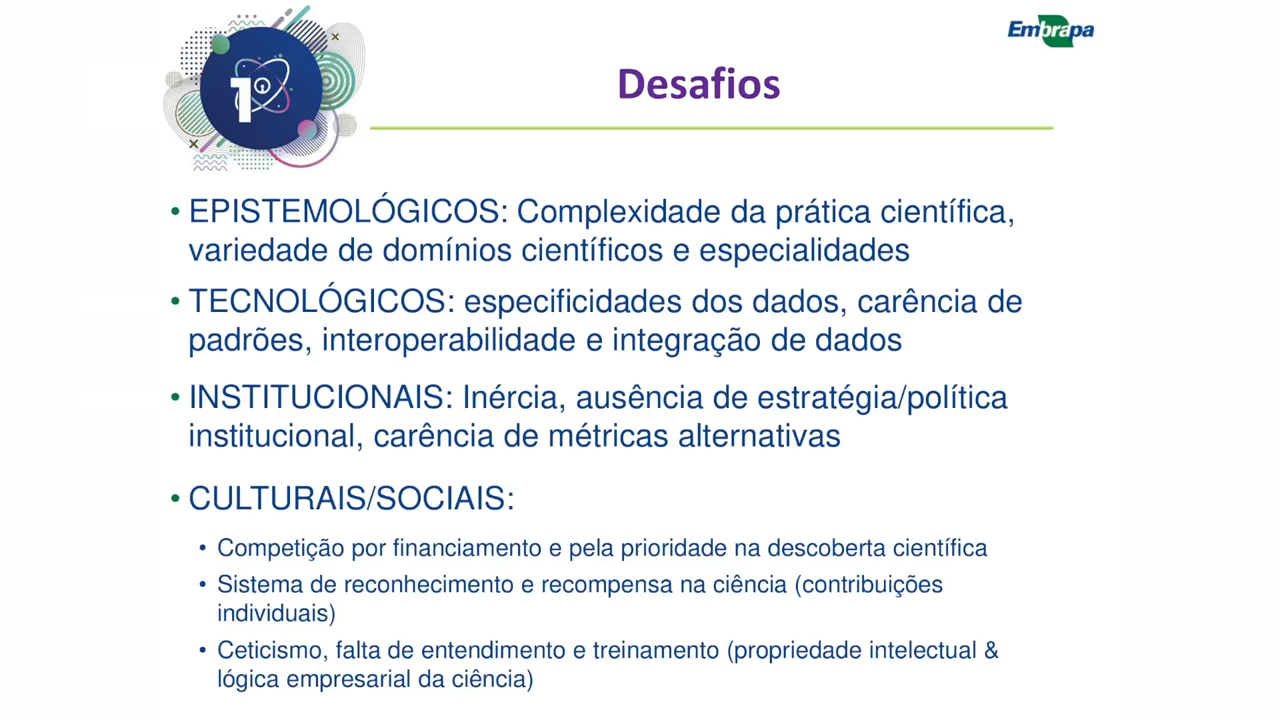 1º
Embrapa
Desafios
• EPISTEMOLÓGICOS: Complexidade da prática científica,
variedade de domínios científicos e especialidades
• TECNOLÓGICOS: especificidades dos dados, carência de
padrões, interoperabilidade e integração de dados
• INSTITUCIONAIS: Inércia, ausência de estratégia/política
institucional, carência de métricas alternativas
• CULTURAIS/SOCIAIS:
• Competição por financiamento e pela prioridade na descoberta científica
• Sistema de reconhecimento e recompensa na ciência (contribuições
individuais)
• Ceticismo, falta de entendimento e treinamento (propriedade intelectual &
lógica empresarial da ciência)